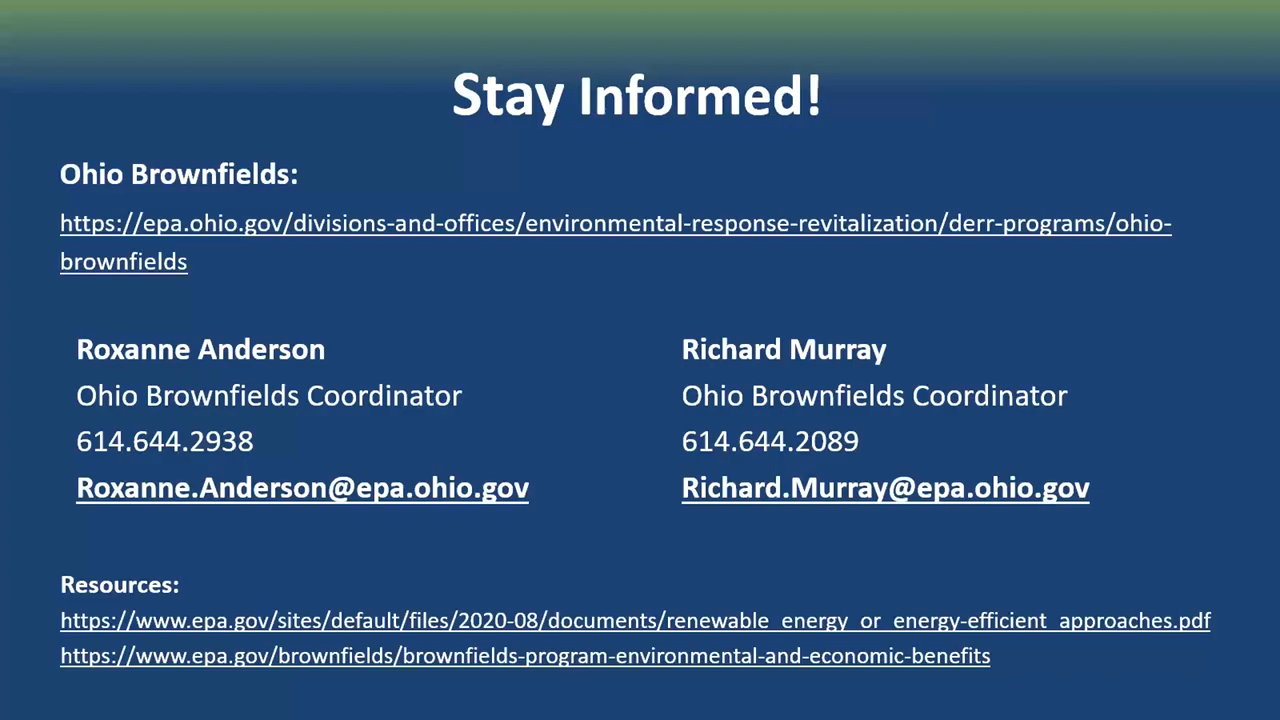 Stay Informed!
Ohio Brownfields:
https://epa.ohio.gov/divisions-and-offices/environmental-response-revitalization/derr-programs/ohio-
brownfields
Roxanne Anderson
Ohio Brownfields Coordinator
614.644.2938
Roxanne.Anderson@epa.ohio.gov
Richard Murray
Ohio Brownfields Coordinator
614.644.2089
Richard.Murray@epa.ohio.gov
Resources:
https://www.epa.gov/sites/default/files/2020-08/documents/renewable_energy_or_energy-efficient_approaches.pdf
https://www.epa.gov/brownfields/brownfields-program-environmental-and-economic-benefits